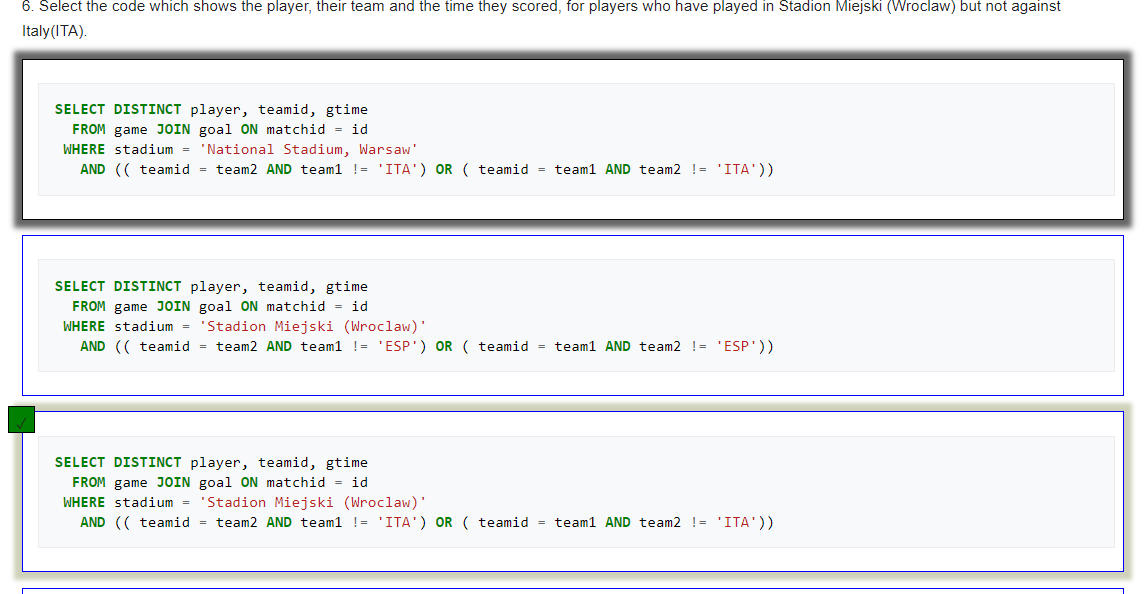 6. Select the code which shows the player, their team and the time they scored, for players who have played in Stadion Miejski (Wroclaw) but not against
Italy(ITA).
SELECT DISTINCT player, teamid, gtime
FROM game JOIN goal ON matchid = id
WHERE stadium = 'National Stadium, Warsaw'
AND (( teamid = team2 AND team1 != 'ITA') OR ( teamid = team1 AND team2 != 'ITA'))
SELECT DISTINCT player, teamid, gtime
FROM game JOIN goal ON matchid = id
WHERE stadium = 'Stadion Miejski (Wroclaw)'
AND (( teamid = team2 AND team1 != 'ESP') OR ( teamid = team1 AND team2 != 'ESP'))
SELECT DISTINCT player, teamid, gtime
FROM game JOIN goal ON matchid = id
WHERE stadium = 'Stadion Miejski (Wroclaw)'
AND (( teamid = team2 AND team1 != 'ITA') OR ( teamid = team1 AND team2 != 'ITA'))